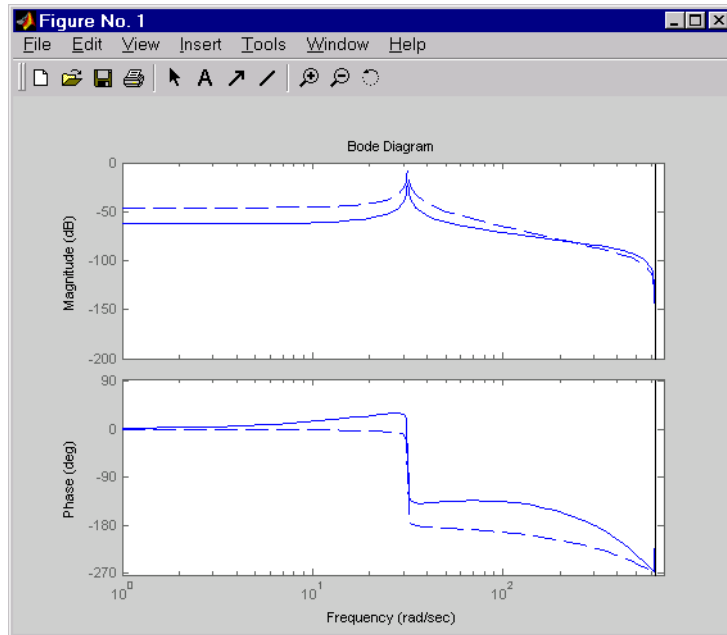 Figure No. 1
File Edit View Insert Tools Window Help
A
Bode Diagram
0
-50
-100
-150
-200
Magnitude (dB)
90
0
-90
-180
-270
Phase (deg)
10^0 10^1 10^2
Frequency (rad/sec)